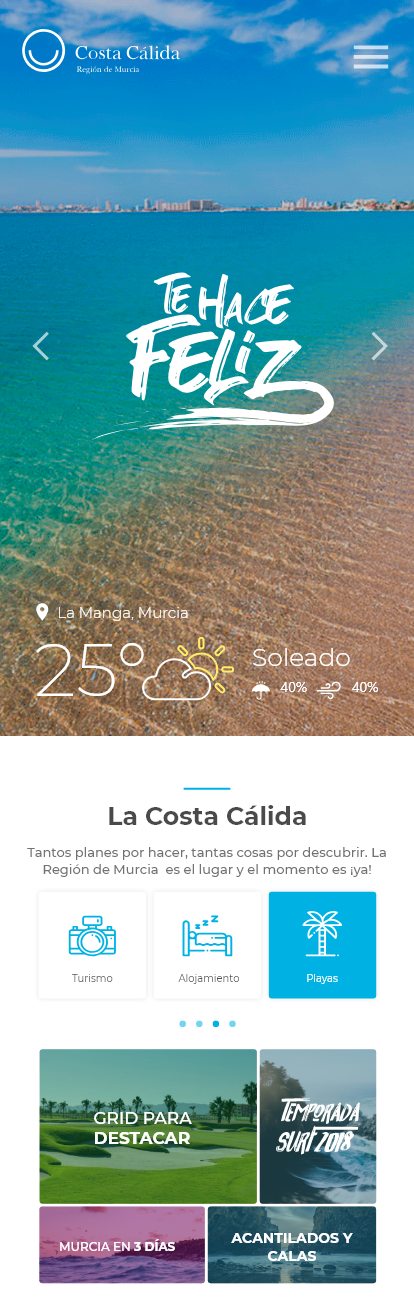 Costa Cálida
Región de Murcia
TE HACE
FELIZ
La Manga, Murcia
25°
Soleado
40% 40%
La Costa Cálida
Tantos planes por hacer, tantas cosas por descubrir. La
Región de Murcia es el lugar y el momento es ¡ya!
Turismo
Alojamiento
Playas
GRID PARA
DESTACAR
TEMPORADA
SURF 2018
MURCIA EN 3 DÍAS
ACANTILADOS Y
CALAS